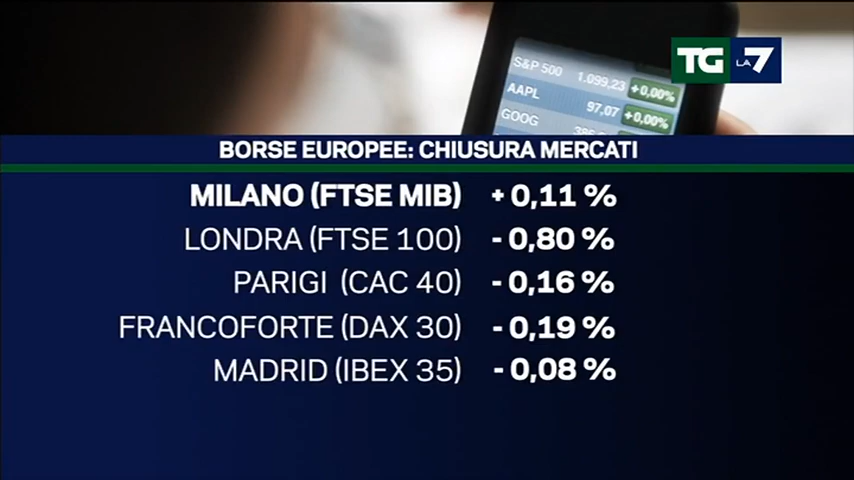 TG LA 7
S&P 500 1.099,23 +0,00%
AAPL 97,07 +0,00%
GOOG
BORSE EUROPEE: CHIUSURA MERCATI
MILANO (FTSE MIB) + 0,11 %
LONDRA (FTSE 100) - 0,80 %
PARIGI (CAC 40) - 0,16 %
FRANCOFORTE (DAX 30) - 0,19 %
MADRID (IBEX 35) - 0,08 %